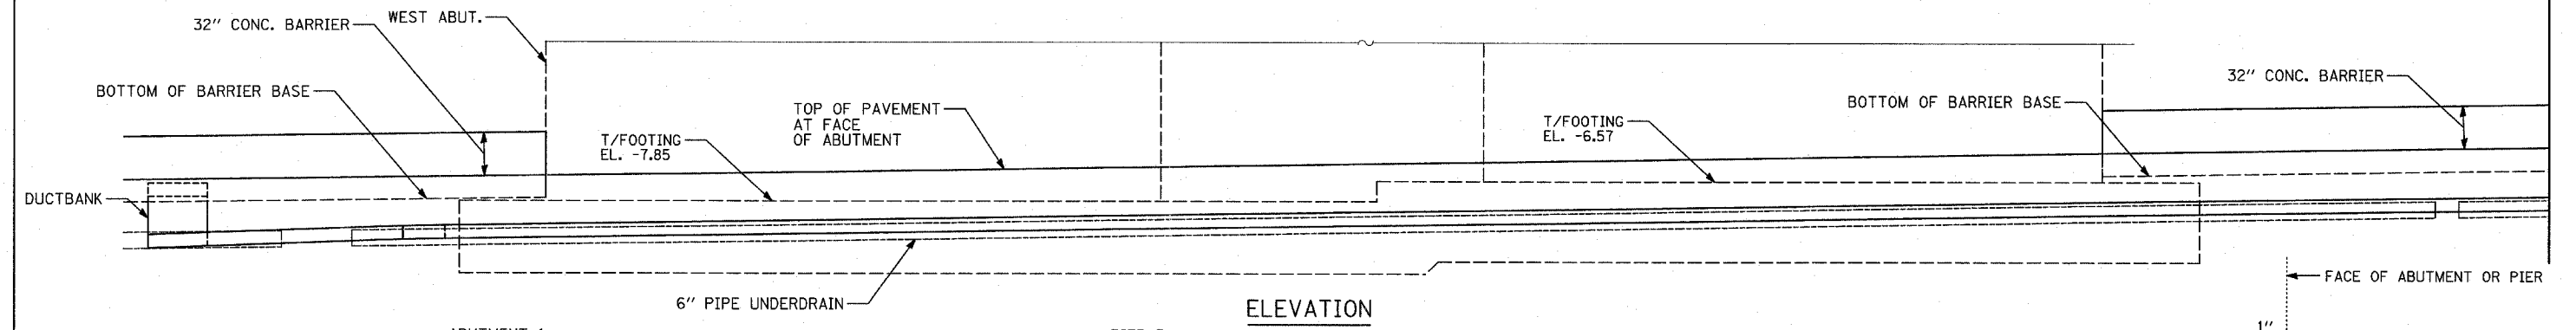 WEST ABUT.
32" CONC. BARRIER
BOTTOM OF BARRIER BASE
TOP OF PAVEMENT
AT FACE
OF ABUTMENT
T/FOOTING
EL. -7.85
DUCTBANK
6" PIPE UNDERDRAIN
T/FOOTING
EL. -6.57
BOTTOM OF BARRIER BASE
32" CONC. BARRIER
FACE OF ABUTMENT OR PIER
ELEVATION
1"